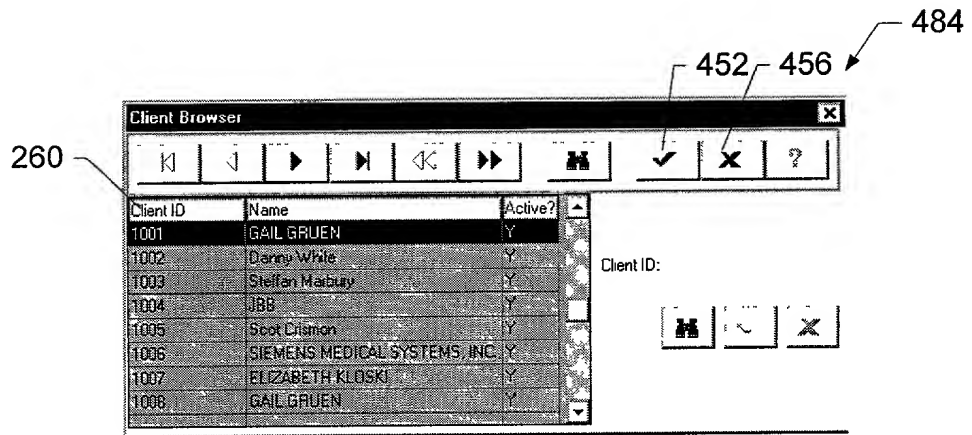 484
452 456
Client Browser
?
260
Client ID Name Active?
1001 GAIL GRUEN Y
1002 Danny White Y
1003 Steffan Marbury Y
1004 JBB Y
1005 Scot Crismon Y
1006 SIEMENS MEDICAL SYSTEMS, INC Y
1007 ELIZABETH KLOSKI Y
1008 GAIL GRUEN Y
Client ID: